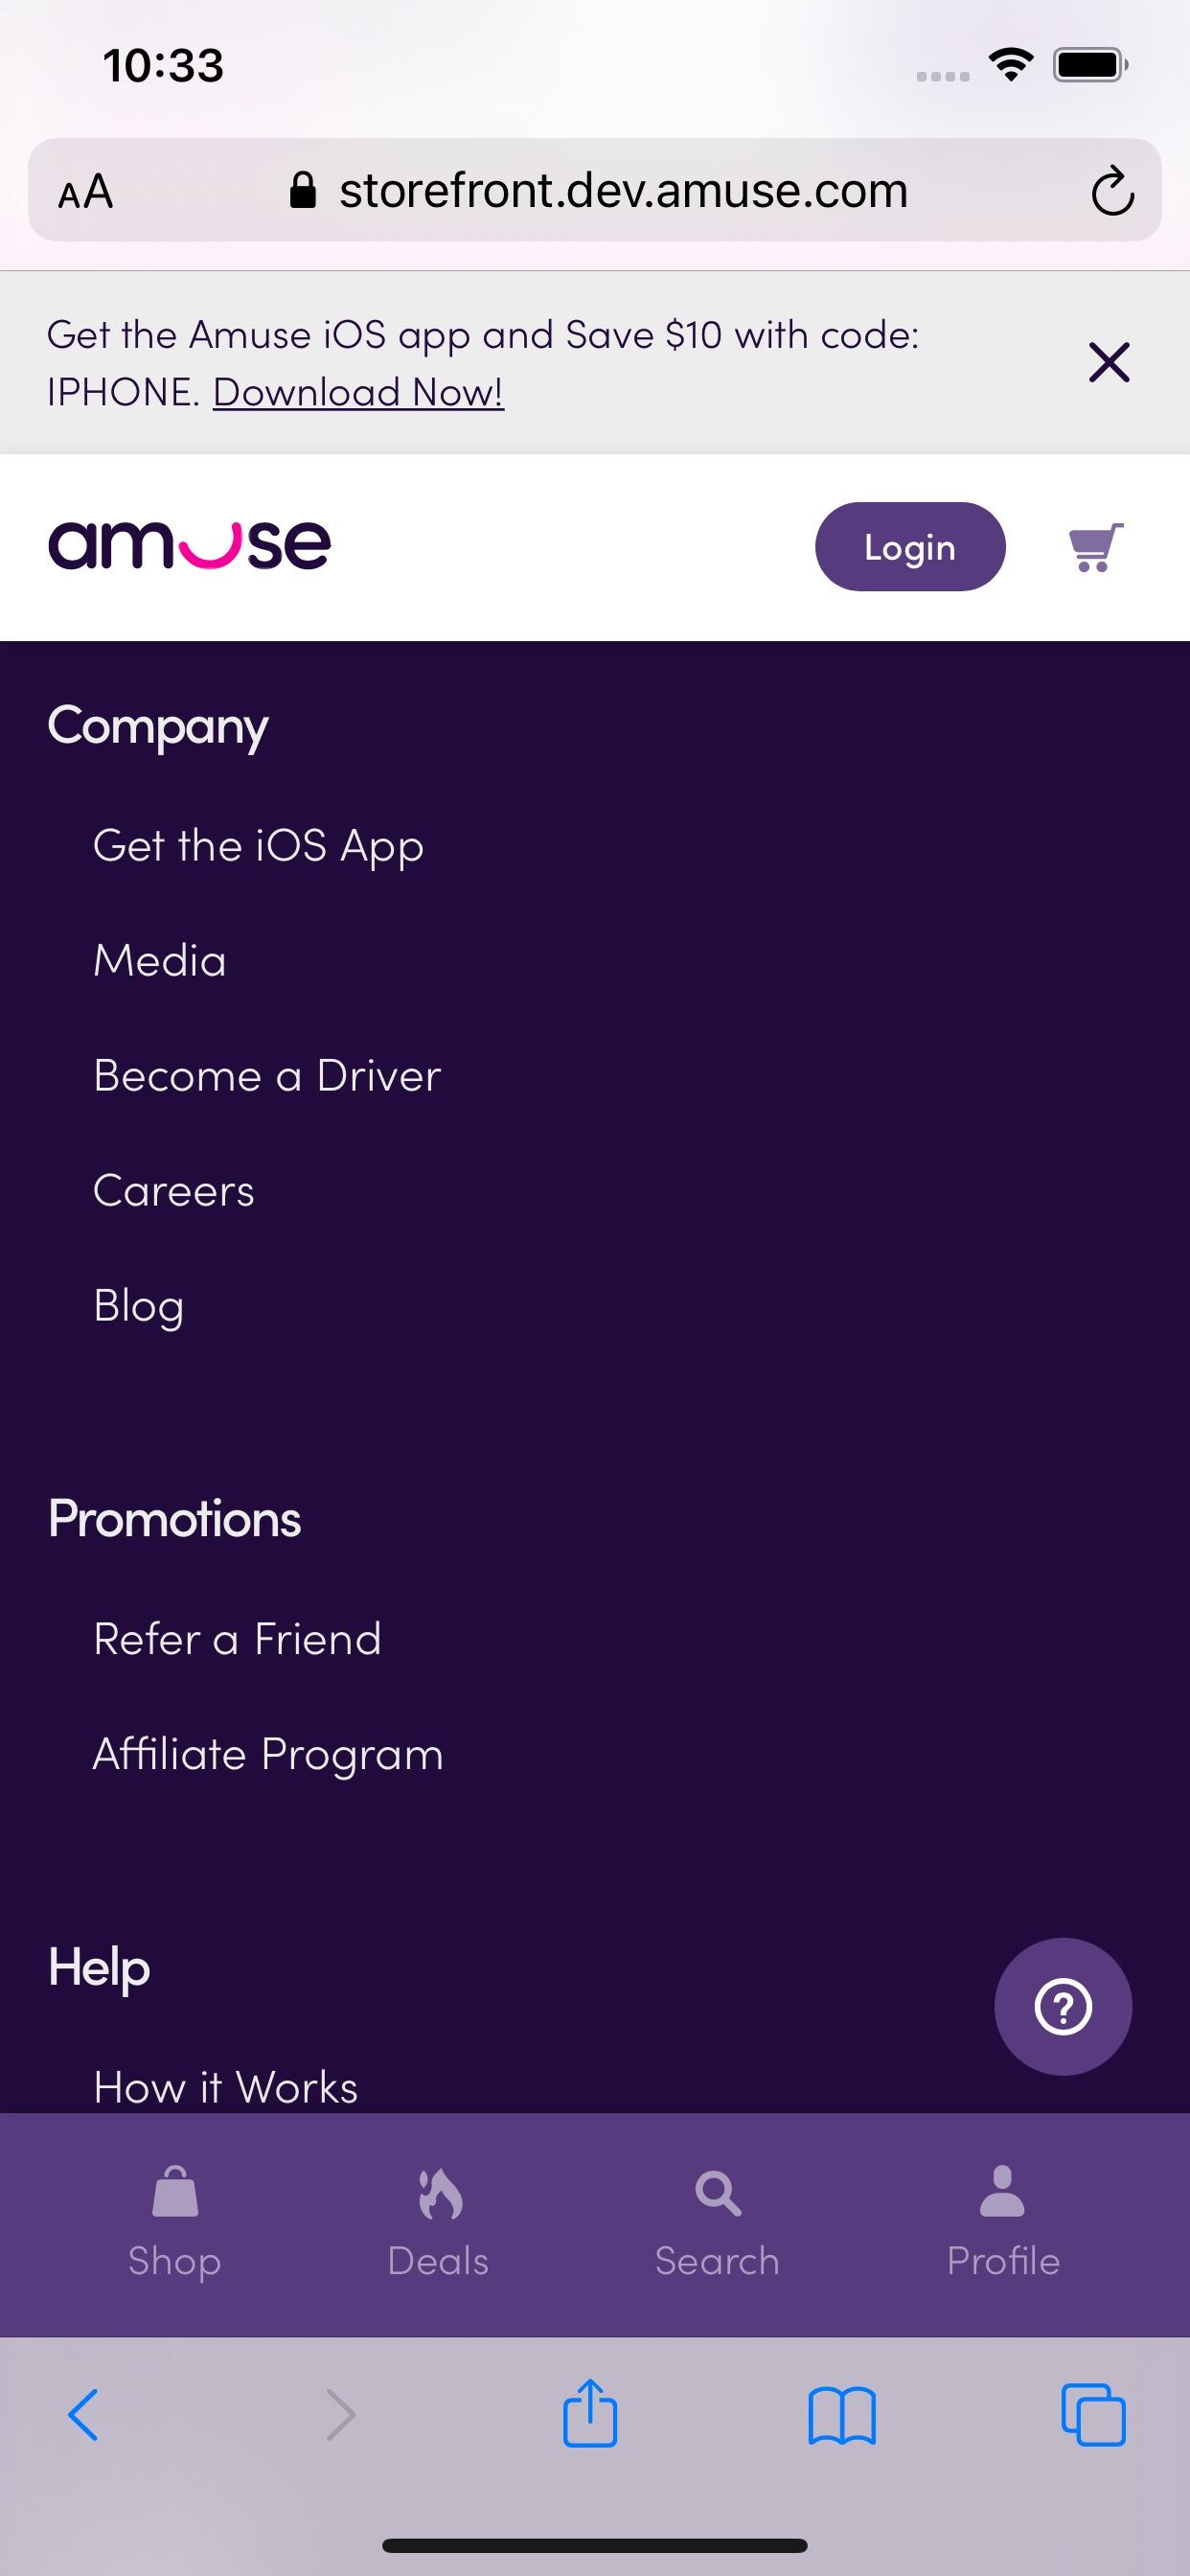 10:33
AA storefront.dev.amuse.com
Get the Amuse iOS app and Save $10 with code:
IPHONE. Download Now!
amuse
Login
Company
Get the iOS App
Media
Become a Driver
Careers
Blog
Promotions
Refer a Friend
Affiliate Program
Help
?
How it Works
Shop Deals Search Profile